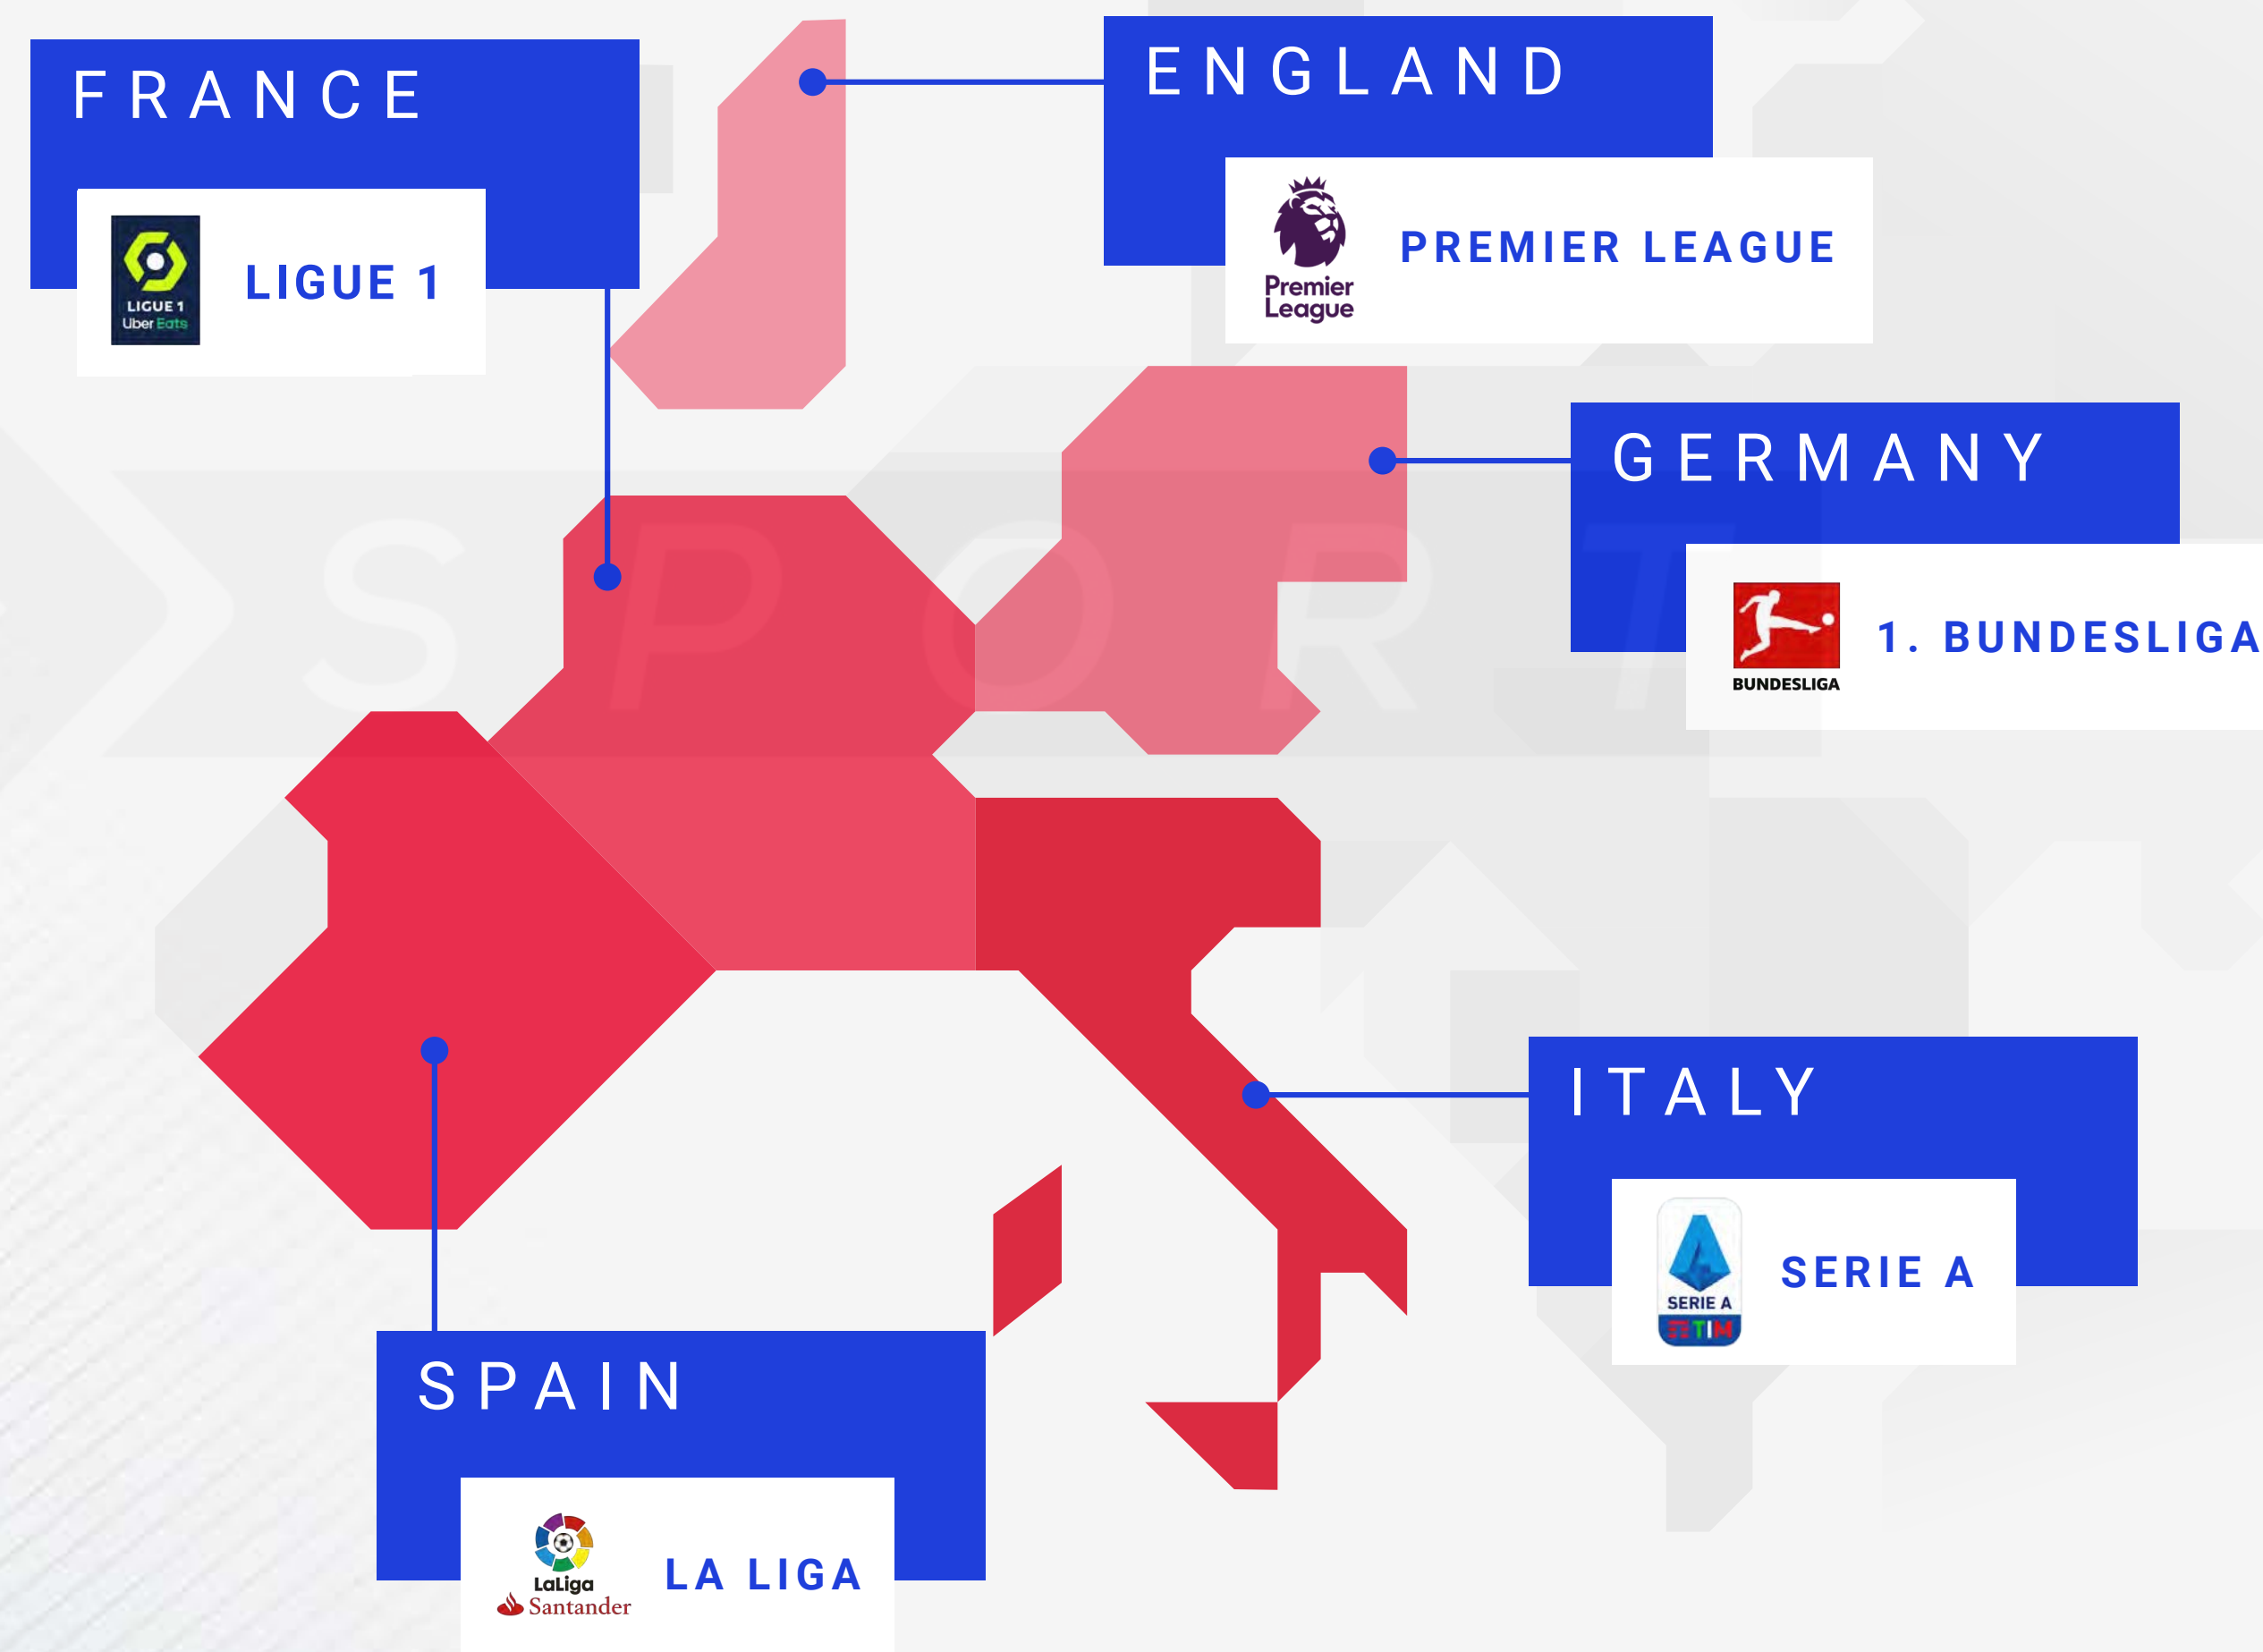 FRANCE
LIGUE 1
Uber Eats
LIGUE 1
ENGLAND
Premier
League
PREMIER LEAGUE
GERMANY
BUNDESLIGA
1. BUNDESLIGA
SPORT
ITALY
SERIE A
TIM
SERIE A
SPAIN
LaLiga
Santander
LA LIGA